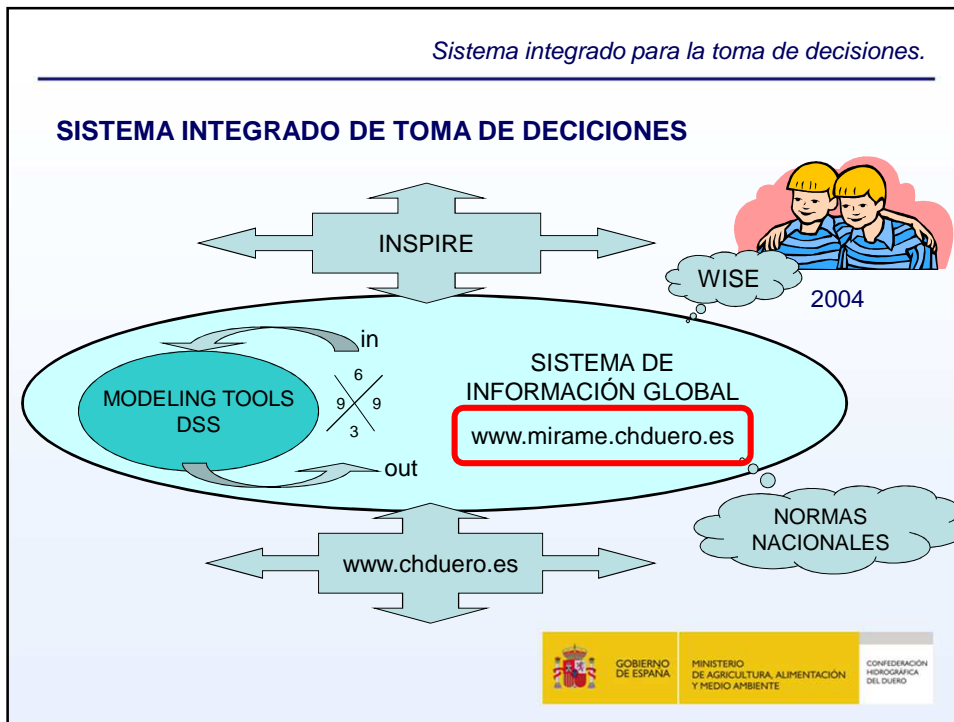 Sistema integrado para la toma de decisiones.
SISTEMA INTEGRADO DE TOMA DE DECICIONES
INSPIRE
WISE
2004
in
MODELING TOOLS
DSS
6
9 9
3
out
SISTEMA DE
INFORMACIÓN GLOBAL
www.mirame.chduero.es
NORMAS
NACIONALES
www.chduero.es
GOBIERNO
DE ESPAÑA
MINISTERIO
DE AGRICULTURA, ALIMENTACIÓN
Y MEDIO AMBIENTE
CONFEDERACIÓN
HIDROGRÁFICA
DEL DUERO